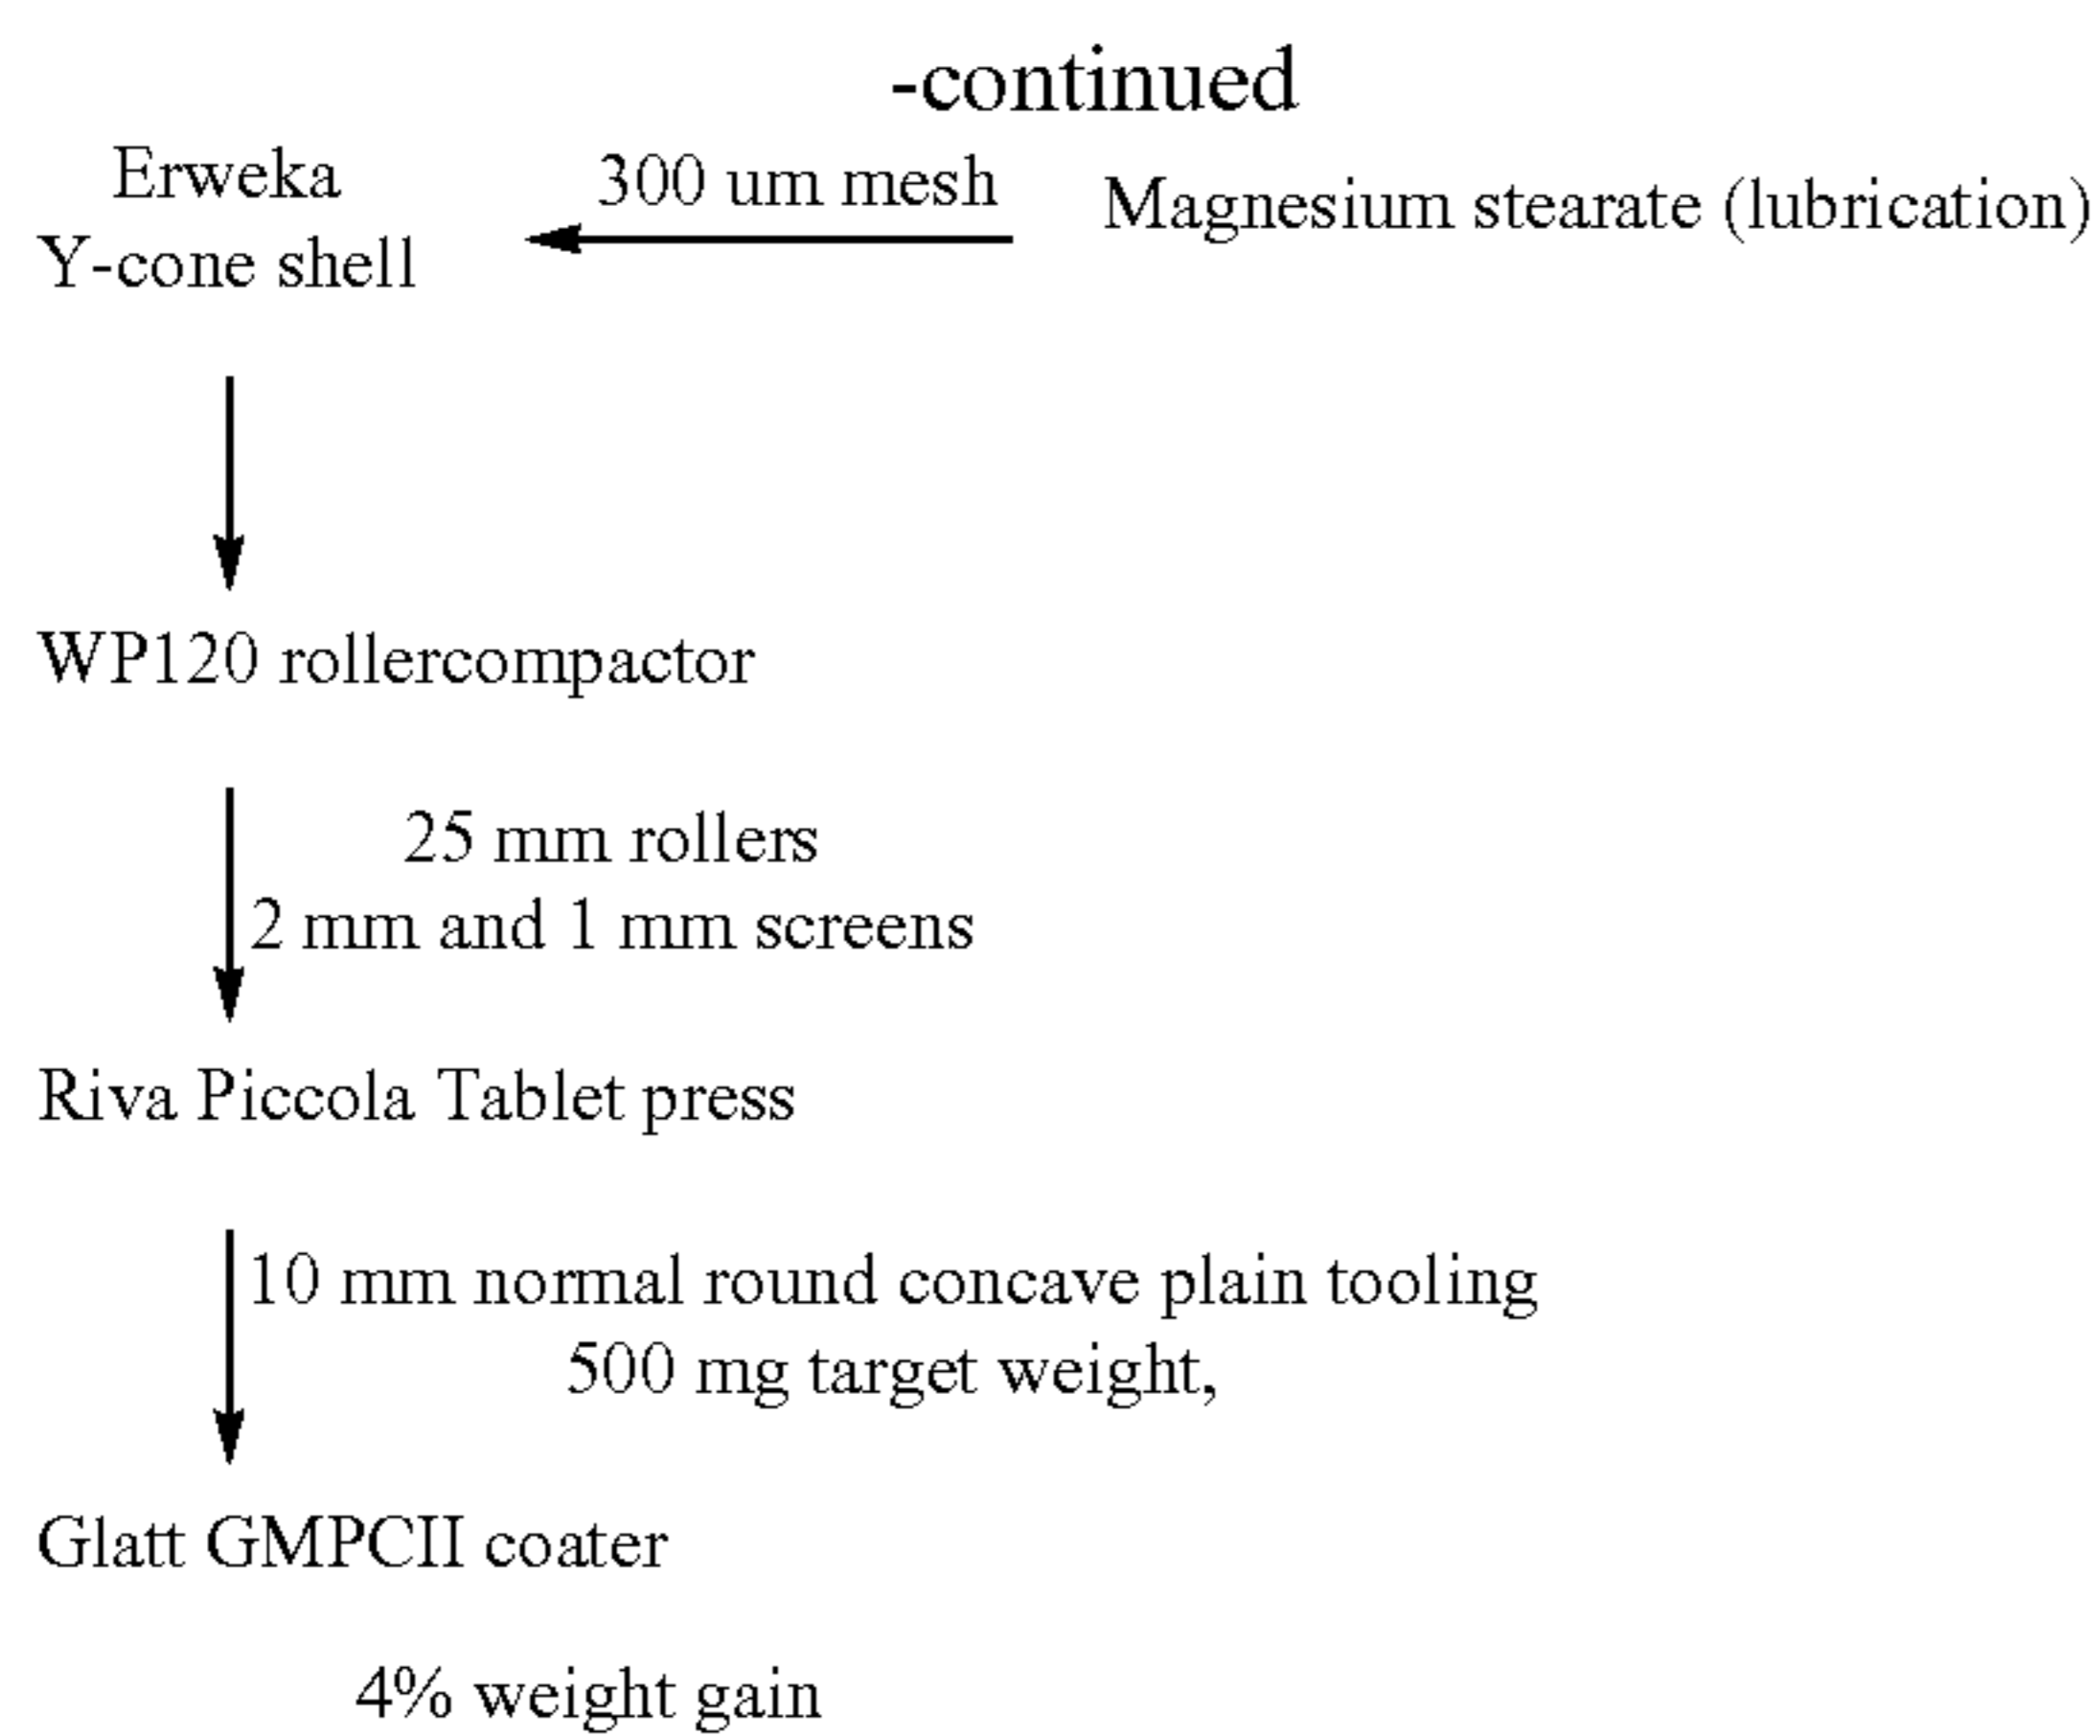 -continued
Erweka
Y-cone shell
300 um mesh
Magnesium stearate (lubrication)
WP120 rollercompactor
25 mm rollers
2 mm and 1 mm screens
Riva Piccola Tablet press
10 mm normal round concave plain tooling
500 mg target weight,
Glatt GMPCII coater
4% weight gain